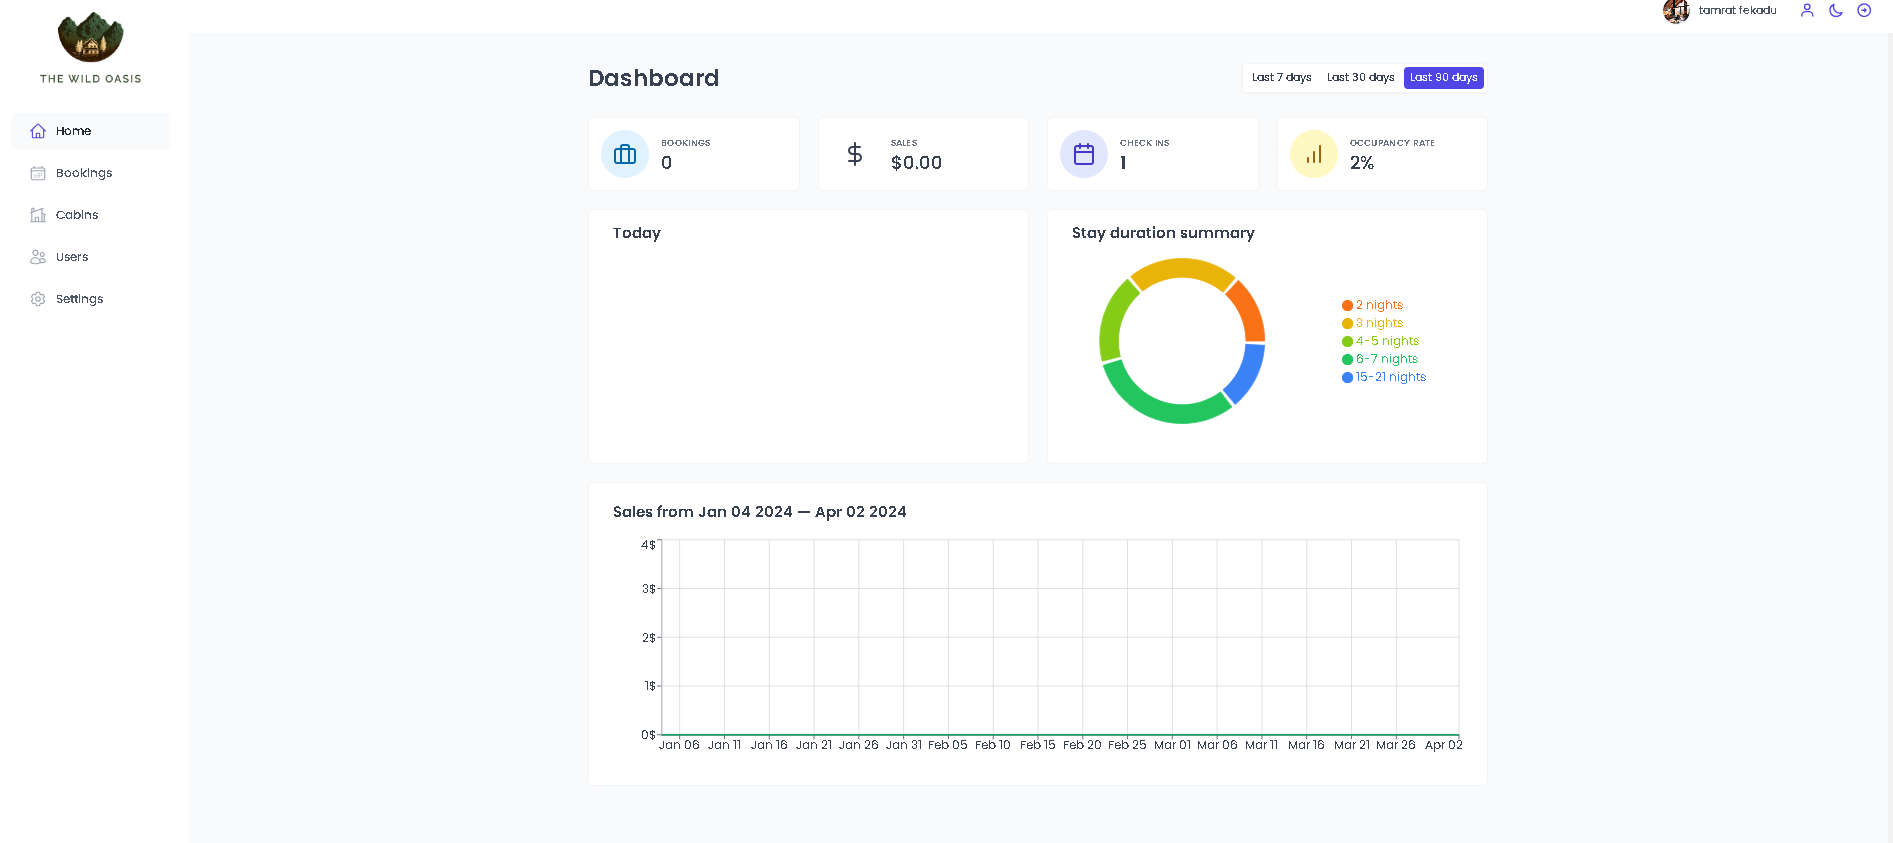 tamrat fekadu
THE WILD OASIS
Home
Bookings
Cabins
Users
Settings
Dashboard
Last 7 days Last 30 days Last 90 days
BOOKINGS
0
SALES
$0.00
CHECK INS
1
OCCUPANCY RATE
2%
Today
Stay duration summary
2 nights
3 nights
4-5 nights
6-7 nights
15-21 nights
Sales from Jan 04 2024 — Apr 02 2024
4$
3$
2$
1$
0$
Jan 06 Jan 11 Jan 16 Jan 21 Jan 26 Jan 31 Feb 05 Feb 10 Feb 15 Feb 20 Feb 25 Mar 01 Mar 06 Mar 11 Mar 16 Mar 21 Mar 26 Apr 02